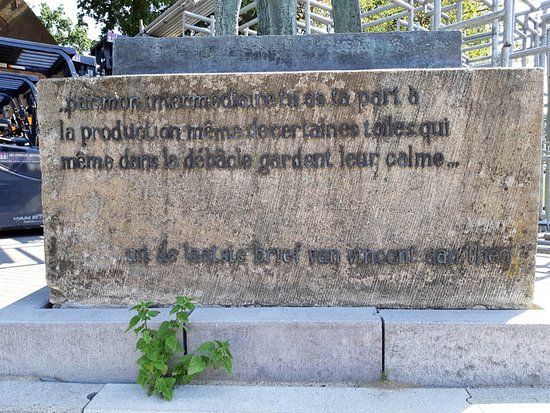 ...par mon intermédiaire tu as ta part à
la production même de certaines toiles, qui
même dans la débâcle gardent leur calme...
uit de laatste brief van vincent aan theo
VAN K